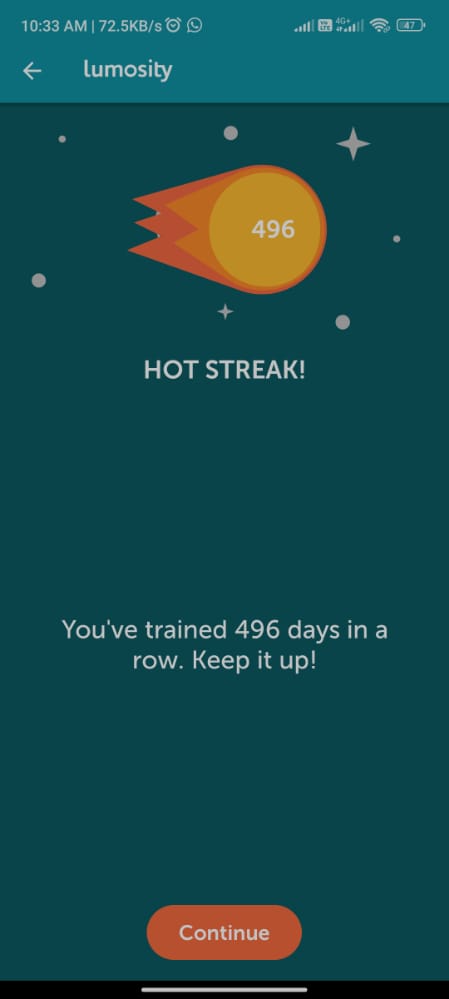 10:33 AM | 72.5KB/s 4G+ 47
lumosity
496
HOT STREAK!
You've trained 496 days in a
row. Keep it up!
Continue